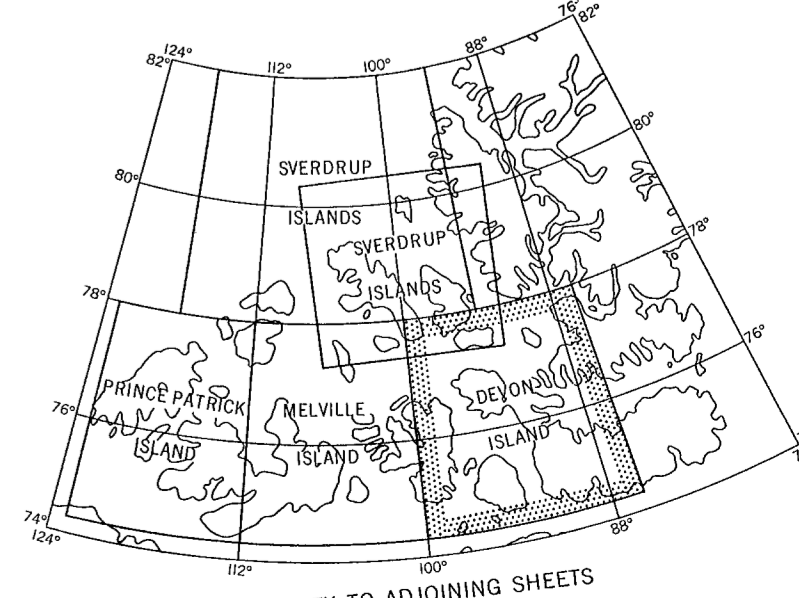 76°
82°
88°
124°
82°
112°
100°
80°
SVERDRUP
80°
ISLANDS
SVERDRUP
78°
ISLANDS
78°
76°
PRINCE PATRICK
MELVILLE
DEVON
76°
ISLAND
ISLAND
ISLAND
74°
124°
88°
112°
100°
TO ADJOINING SHEETS